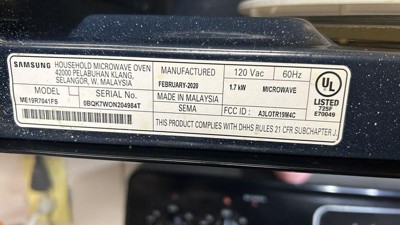 SAMSUNG HOUSEHOLD MICROWAVE OVEN
42000 PELABUHAN KLANG,
SELANGOR, W. MALAYSIA
MODEL
ME19R7041FS
SERIAL No.
0BQK7WON204984T
MANUFACTURED
FEBRUARY-2020
MADE IN MALAYSIA
SEMA
120 Vac
60Hz
1.7 kW
MICROWAVE
FCC ID :
A3LOTR19M4C
THIS PRODUCT COMPLIES WITH DHHS RULES 21 CFR SUBCHAPTER J.
UL
LISTED
725F
E70049